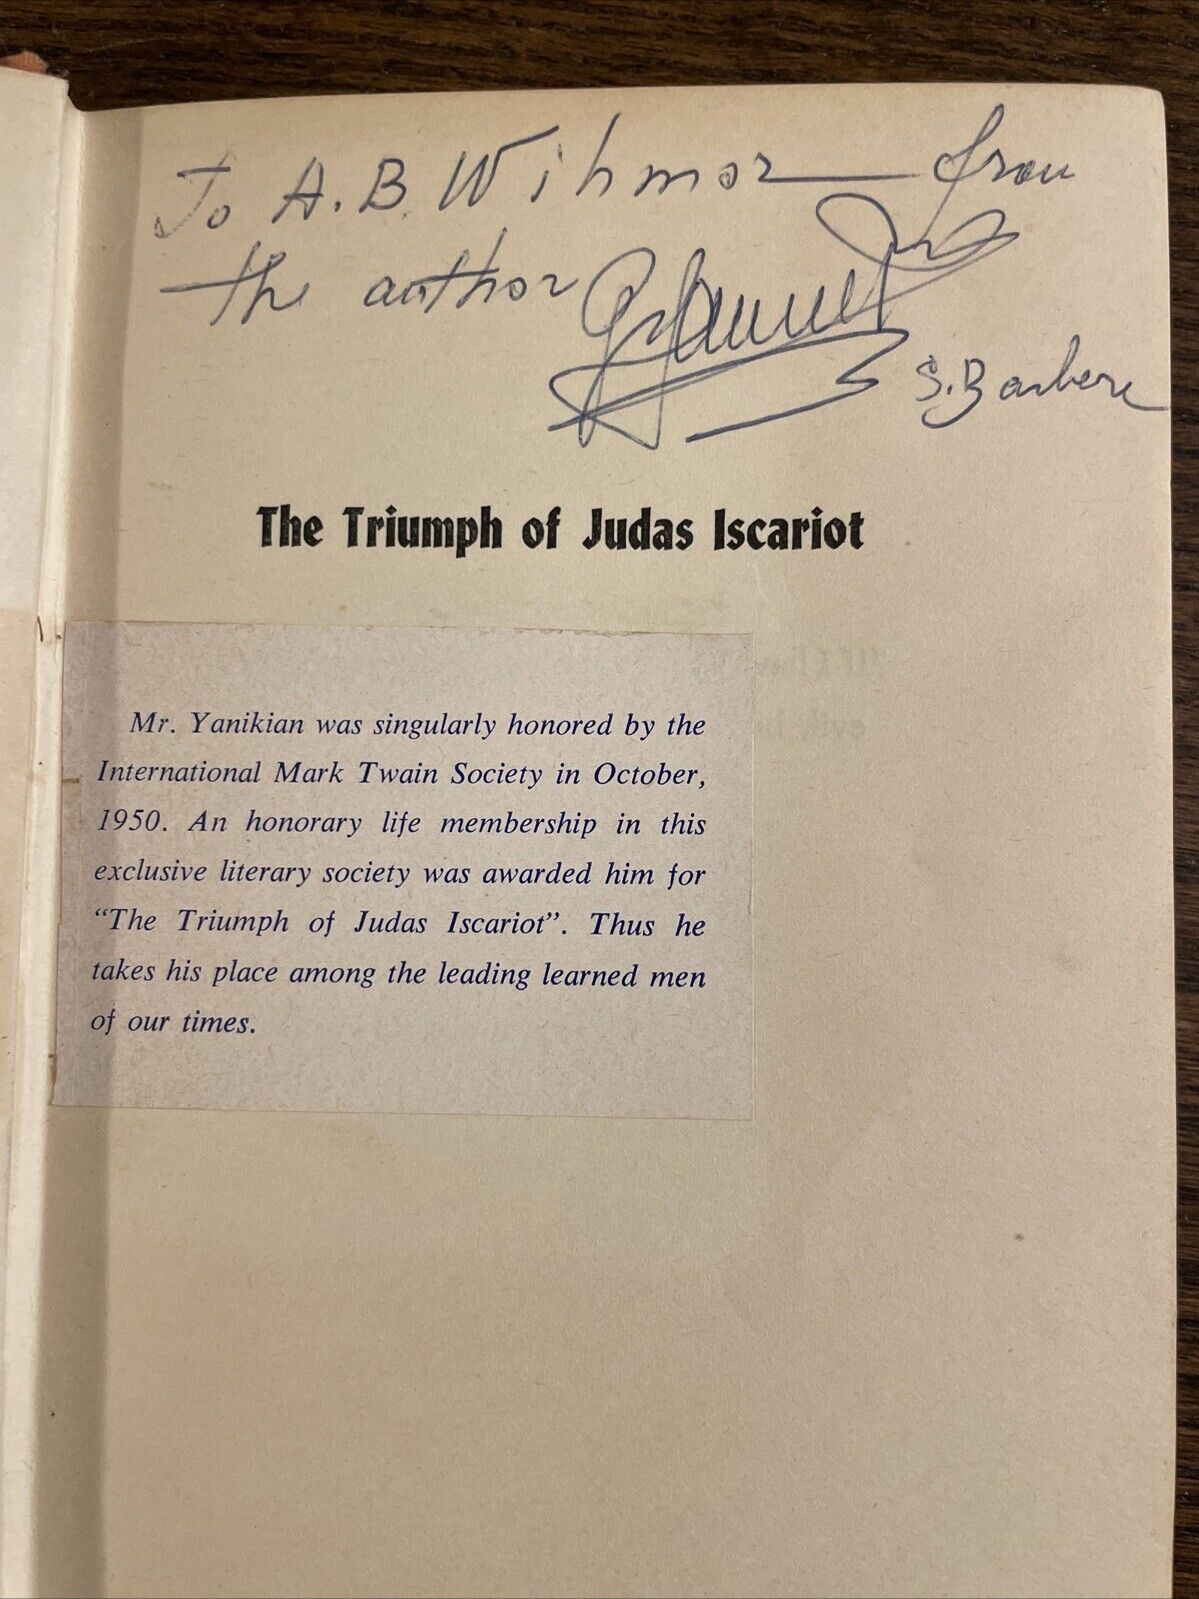 To A. B. Wihmor — from
the author
S. Barbere
The Triumph of Judas Iscariot
Mr. Yanikian was singularly honored by the
International Mark Twain Society in October,
1950. An honorary life membership in this
exclusive literary society was awarded him for
“The Triumph of Judas Iscariot”. Thus he
takes his place among the leading learned men
of our times.